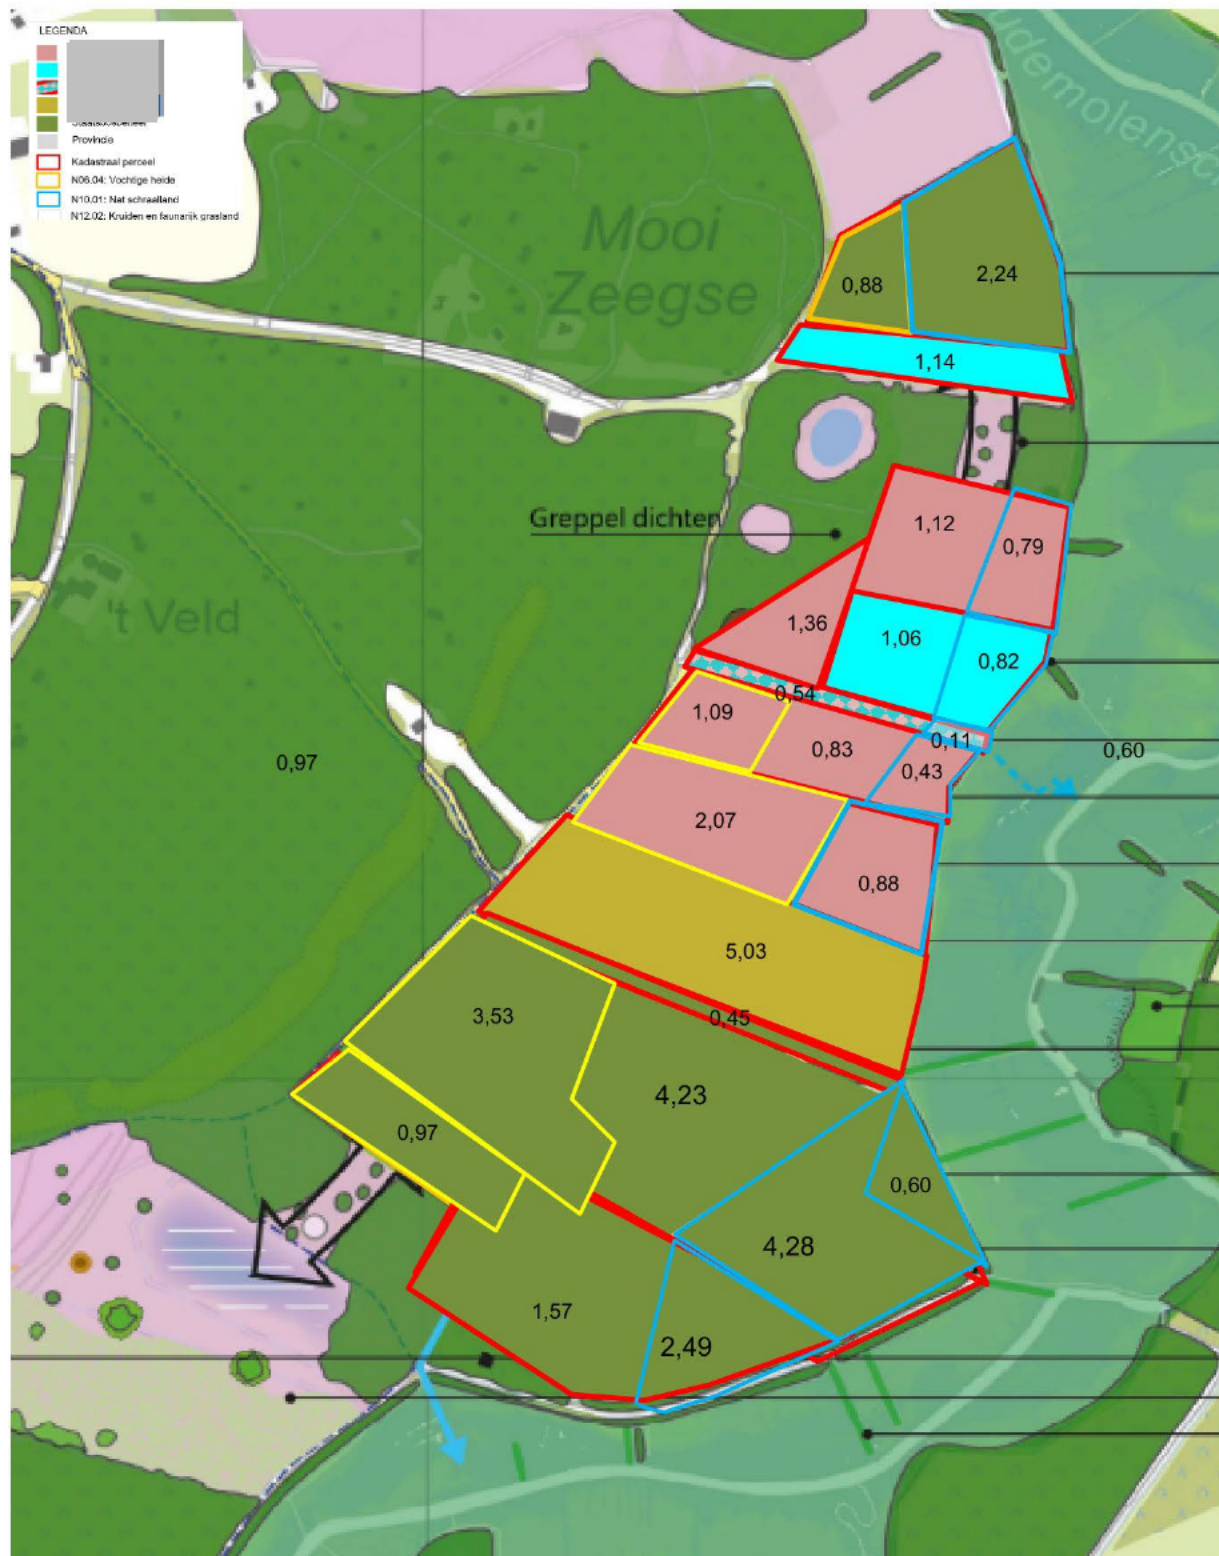 LEGENDA
Staatsbosbeheer
Provincie
Kadastraal perceel
N06.04: Vochtige heide
N10.01: Nat schraalland
N12.02: Kruiden en faunarijk grasland
udemolensch
Mooi
Zeegse
0,88
2,24
1,14
Greppel dichten
1,12
0,79
't Veld
1,36
1,06
0,82
0,54
1,09
0,83
0,11
0,43
0,60
0,97
2,07
0,88
5,03
3,53
0,45
4,23
0,97
0,60
4,28
1,57
2,49